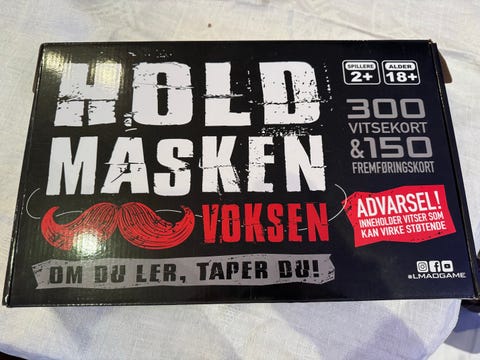 HOLD
MASKEN
VOKSEN
OM DU LER, TAPER DU!
SPILLERE
2+
ALDER
18+
300
VITSEKORT
&150
FREMFØRINGSKORT
ADVARSEL!
INNEHOLDER VITSER SOM
KAN VIRKE STØTENDE
#LMAOGAME